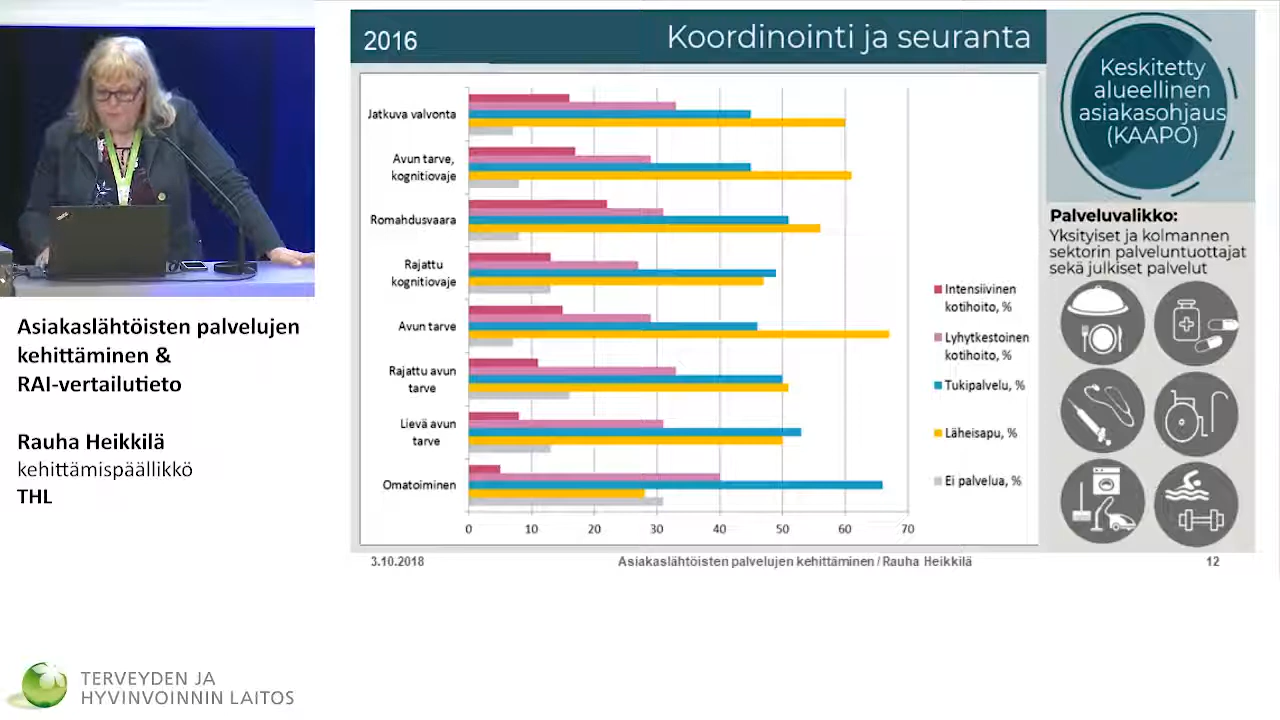 2016
Koordinointi ja seuranta
Jatkuva valvonta
Avun tarve,
kognitiovaje
Romahdusvaara
Rajattu
kognitiovaje
Avun tarve
Rajattu avun
tarve
Lievä avun
tarve
Omatoiminen
0 10 20 30 40 50 60 70
Intensiivinen
kotihoito, %
Lyhytkestoinen
kotihoito, %
Tukipalvelu, %
Läheisapu, %
Ei palvelua, %
Keskitetty
alueellinen
asiakasohjaus
(KAAPO)
Palveluvalikko:
Yksityiset ja kolmannen
sektorin palveluntuottajat
sekä julkiset palvelut
3.10.2018
Asiakaslähtöisten palvelujen kehittäminen / Rauha Heikkilä
12
Asiakaslähtöisten palvelujen
kehittäminen &
RAI-vertailutieto
Rauha Heikkilä
kehittämispäällikkö
THL
TERVEYDEN JA
HYVINVOINNIN LAITOS